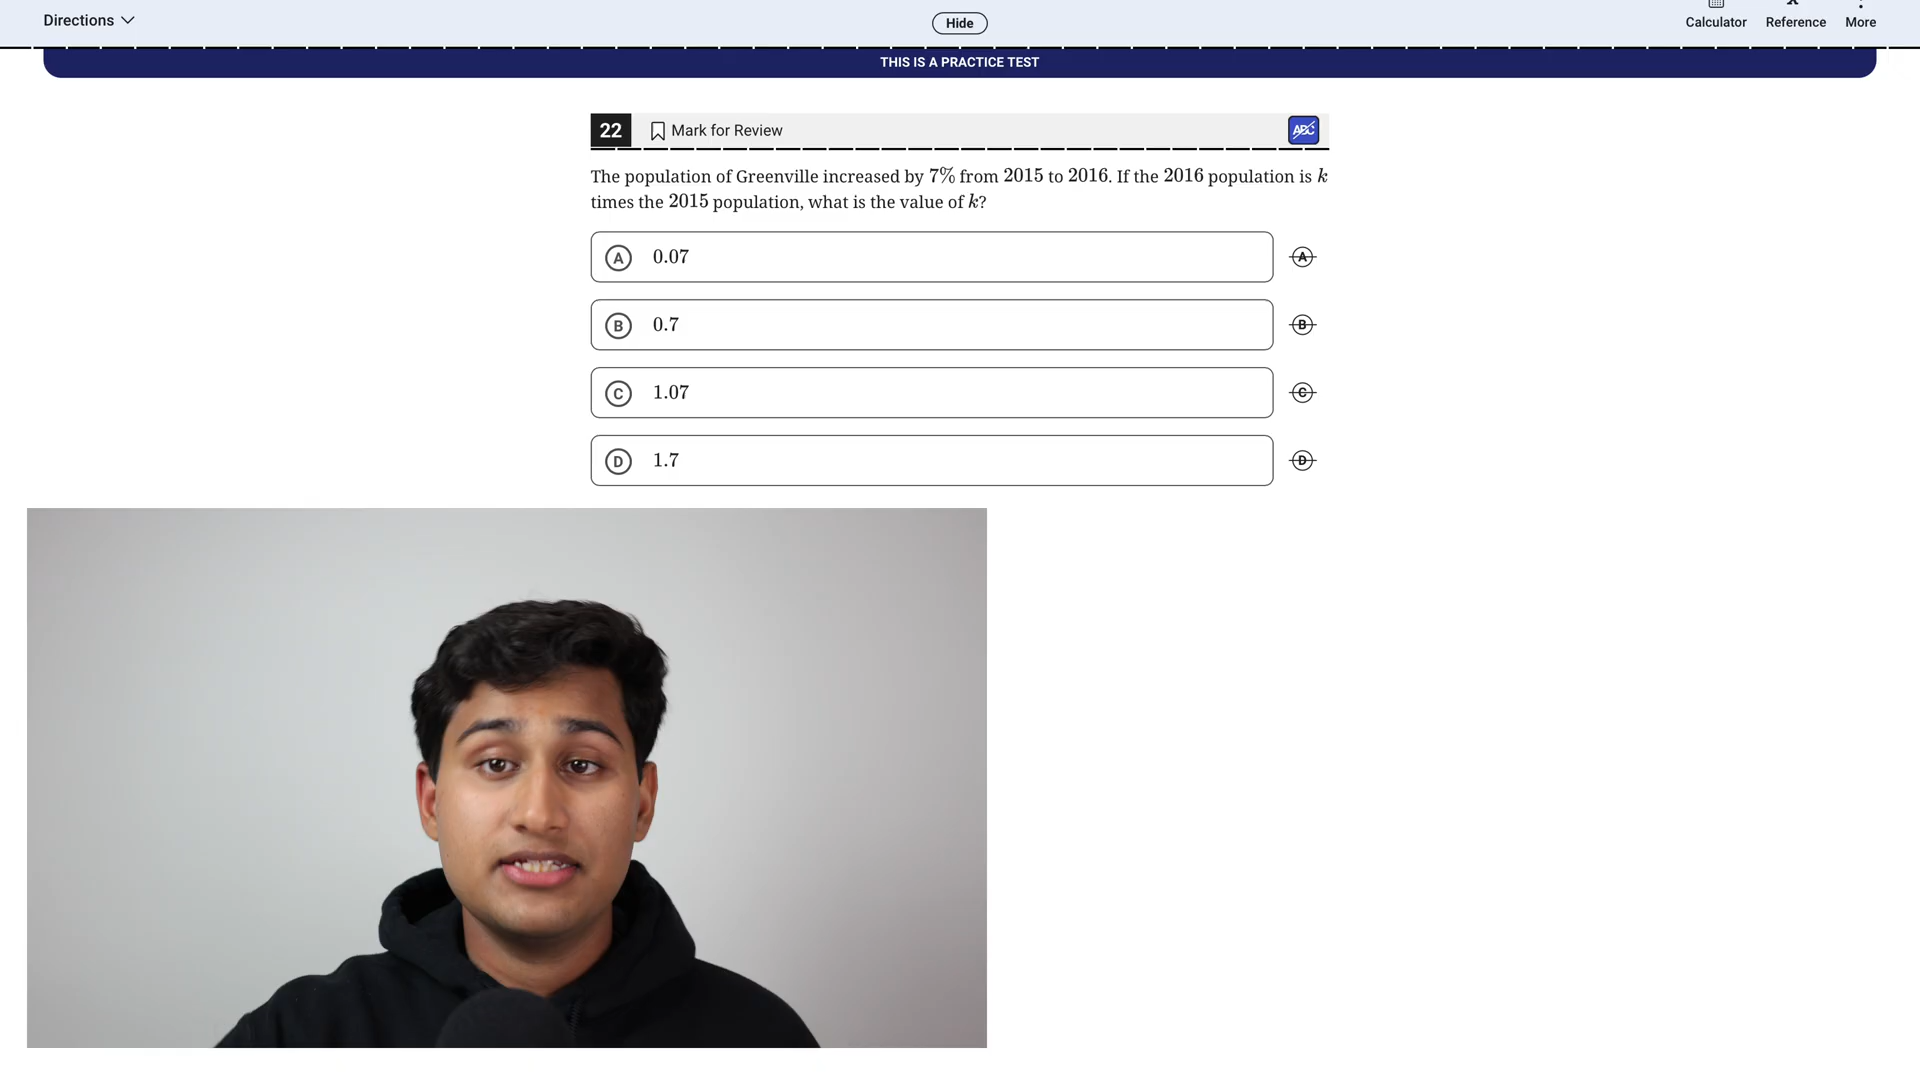 Directions
Hide
Calculator
Reference
More
THIS IS A PRACTICE TEST
22
Mark for Review
ABC
The population of Greenville increased by 7% from 2015 to 2016. If the 2016 population is k
times the 2015 population, what is the value of k?
A 0.07
A
B 0.7
B
C 1.07
C
D 1.7
D